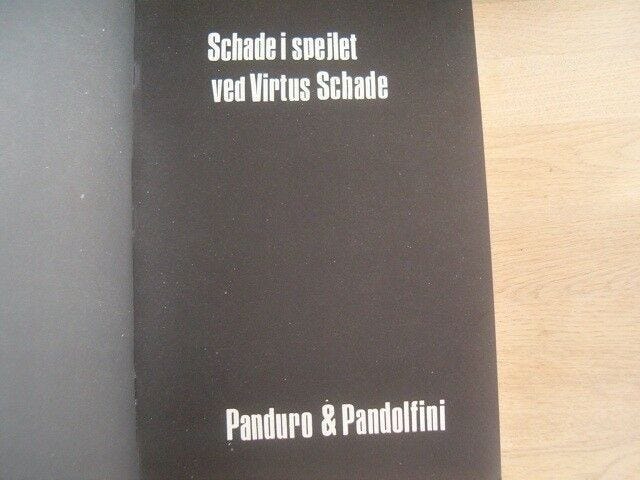 Schade i spejlet
ved Virtus Schade
Panduro & Pandolfini